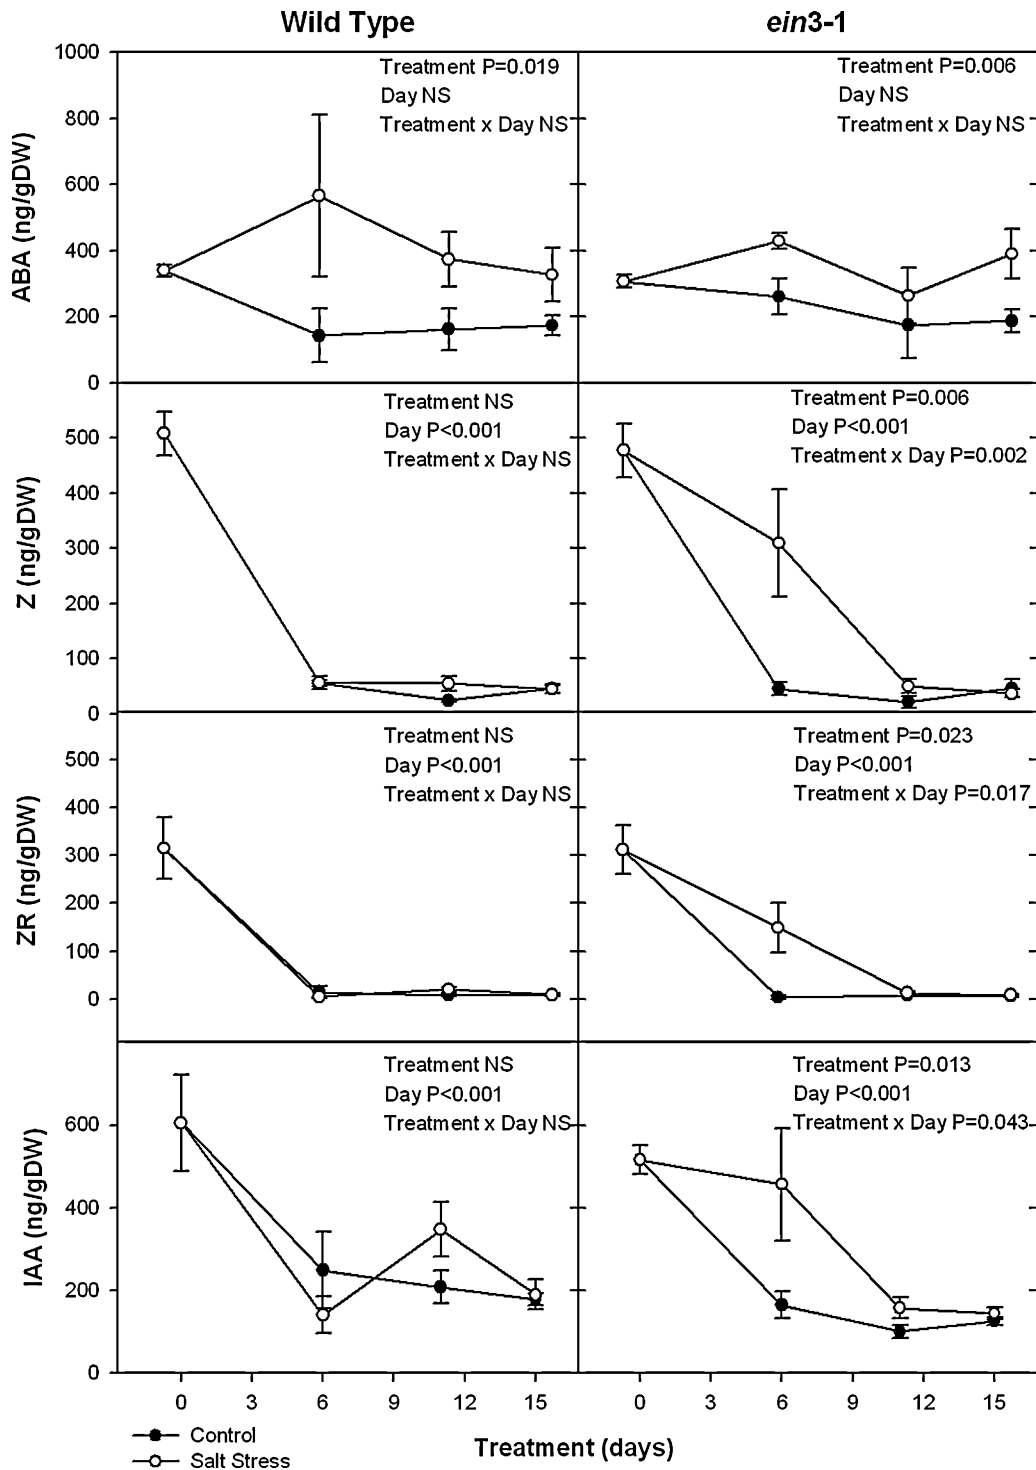 Wild Type
ein3-1
1000
800
600
400
200
0
ABA (ng/gDW)
Treatment P=0.019
Day NS
Treatment x Day NS
Treatment P=0.006
Day NS
Treatment x Day NS
500
400
300
200
100
0
Z (ng/gDW)
Treatment NS
Day P<0.001
Treatment x Day NS
Treatment P=0.006
Day P<0.001
Treatment x Day P=0.002
500
400
300
200
100
0
ZR (ng/gDW)
Treatment NS
Day P<0.001
Treatment x Day NS
Treatment P=0.023
Day P<0.001
Treatment x Day P=0.017
600
400
200
0
IAA (ng/gDW)
Treatment NS
Day P<0.001
Treatment x Day NS
Treatment P=0.013
Day P<0.001
Treatment x Day P=0.043
0 3 6 9 12 15
0 3 6 9 12 15
Control
Salt Stress
Treatment (days)